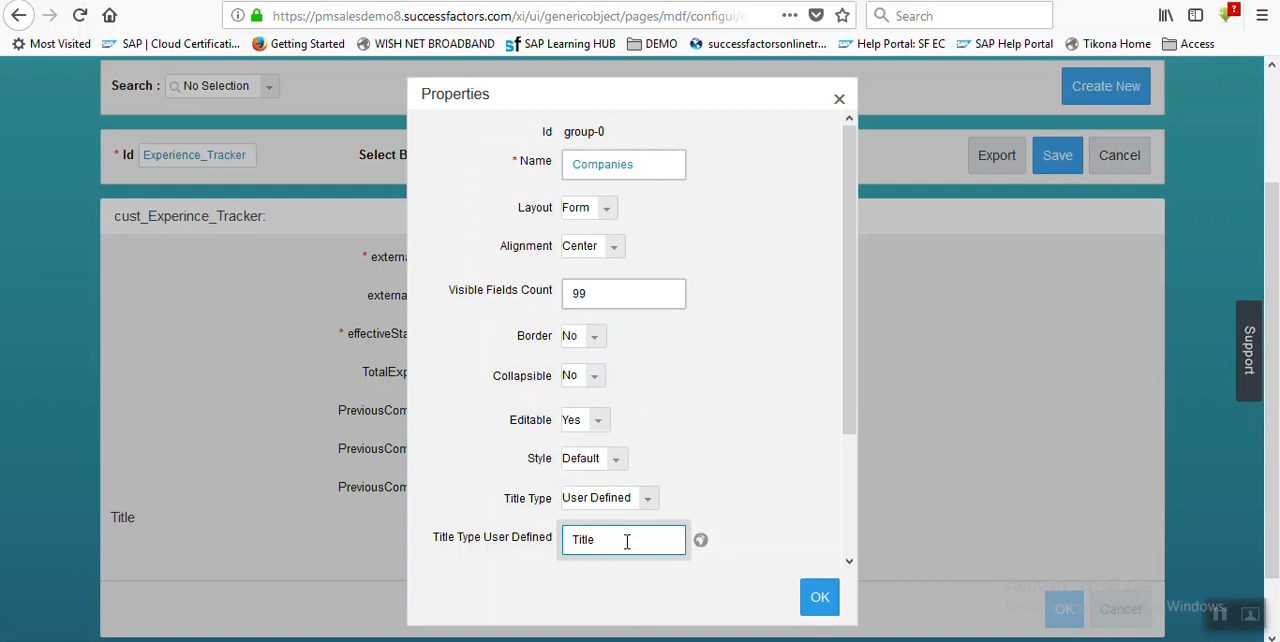 https://pmsalesdemo8.successfactors.com/xi/ui/genericobject/pages/mdf/configui/
Search
?
Most Visited
SAP | Cloud Certificati...
Getting Started
WISH NET BROADBAND
SAP Learning HUB
DEMO
successfactorsonlinetr...
Help Portal: SF EC
SAP Help Portal
Tikona Home
Access
Search :
No Selection
Create New
* Id
Experience_Tracker
Select B
Export
Save
Cancel
cust_Experince_Tracker:
* extern
extern
* effectiveSta
TotalExp
PreviousCom
PreviousCom
PreviousCom
Title
Properties
Id group-0
* Name Companies
Layout Form
Alignment Center
Visible Fields Count 99
Border No
Collapsible No
Editable Yes
Style Default
Title Type User Defined
Title Type User Defined Title
OK
OK
Cancel
Support
Windows